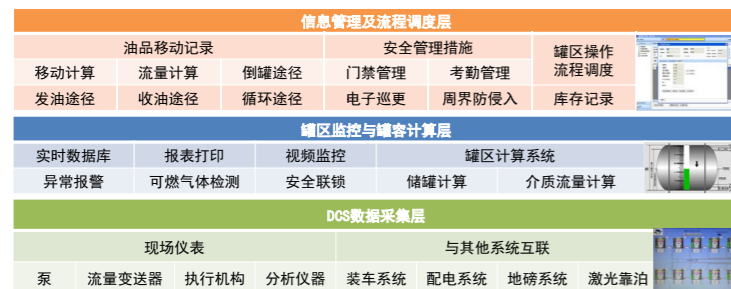 信息管理及流程调度层
油品移动记录 安全管理措施 罐区操作流程调度
移动计算 流量计算 倒罐途径 门禁管理 考勤管理
发油途径 收油途径 循环途径 电子巡更 周界防侵入 库存记录
罐区监控与罐容计算层
实时数据库 报表打印 视频监控 罐区计算系统
异常报警 可燃气体检测 安全联锁 储罐计算 介质流量计算
DCS数据采集层
现场仪表 与其他系统互联
泵 流量变送器 执行机构 分析仪器 装车系统 配电系统 地磅系统 激光靠泊